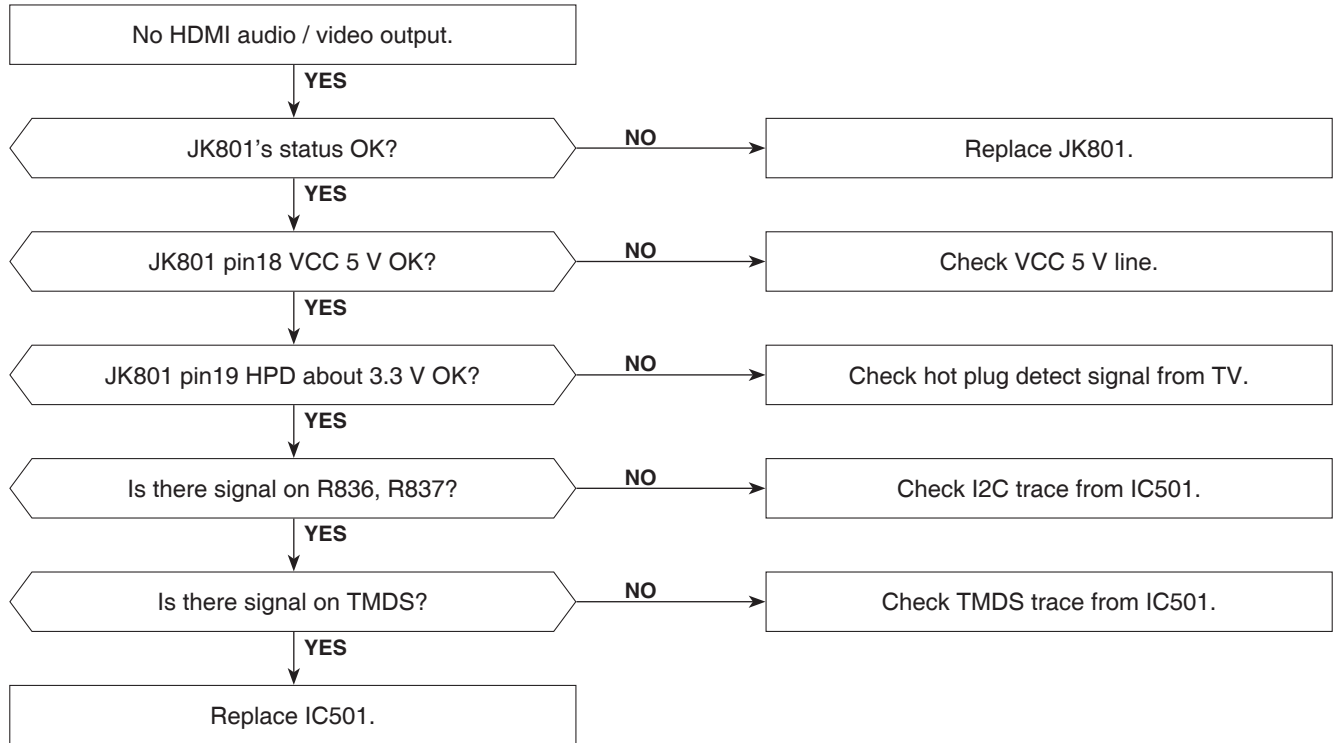 No HDMI audio / video output.
YES
JK801's status OK?
NO
Replace JK801.
YES
JK801 pin18 VCC 5 V OK?
NO
Check VCC 5 V line.
YES
JK801 pin19 HPD about 3.3 V OK?
NO
Check hot plug detect signal from TV.
YES
Is there signal on R836, R837?
NO
Check I2C trace from IC501.
YES
Is there signal on TMDS?
NO
Check TMDS trace from IC501.
YES
Replace IC501.